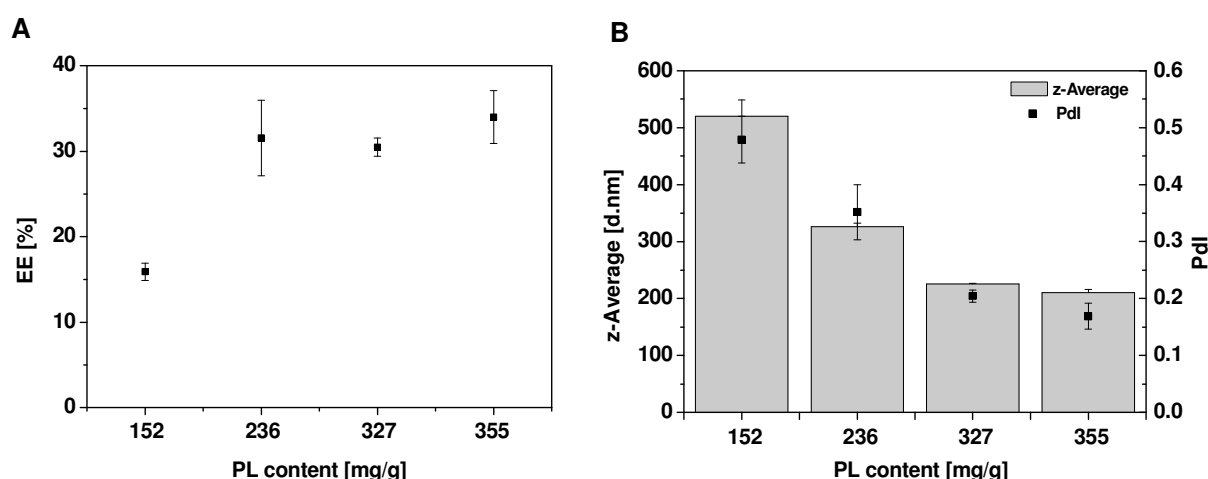 A
EE [%]
40
30
20
10
0
152 236 327 355
PL content [mg/g]
B
z-Average [d.nm]
600
500
400
300
200
100
0
z-Average
PdI
0.6
0.5
0.4
0.3
0.2
0.1
0.0
PdI
152 236 327 355
PL content [mg/g]